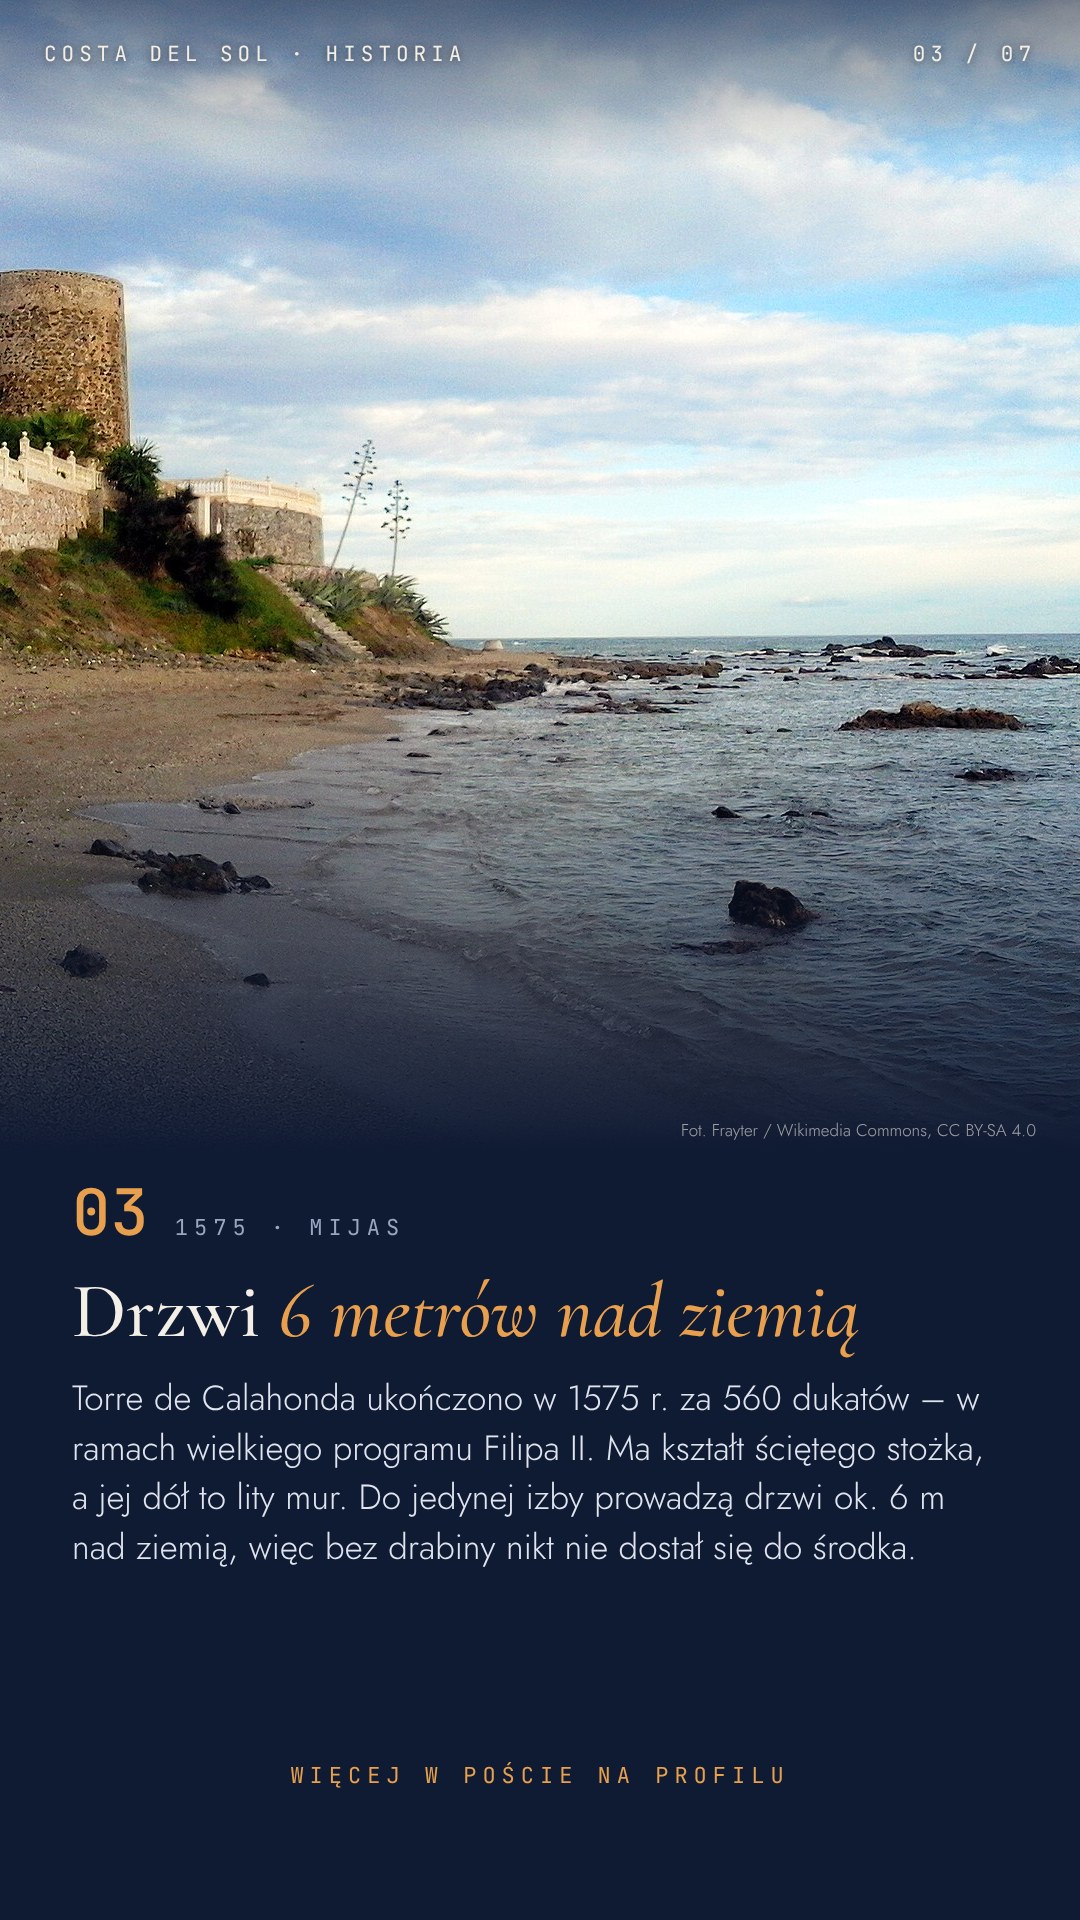 COSTA DEL SOL · HISTORIA
03 / 07
Fot. Frayter / Wikimedia Commons, CC BY-SA 4.0
03 1575 · MIJAS
Drzwi 6 metrów nad ziemią
Torre de Calahonda ukończono w 1575 r. za 560 dukatów – w
ramach wielkiego programu Filipa II. Ma kształt ściętego stożka,
a jej dół to lity mur. Do jedynej izby prowadzą drzwi ok. 6 m
nad ziemią, więc bez drabiny nikt nie dostał się do środka.
WIĘCEJ W POŚCIE NA PROFILU